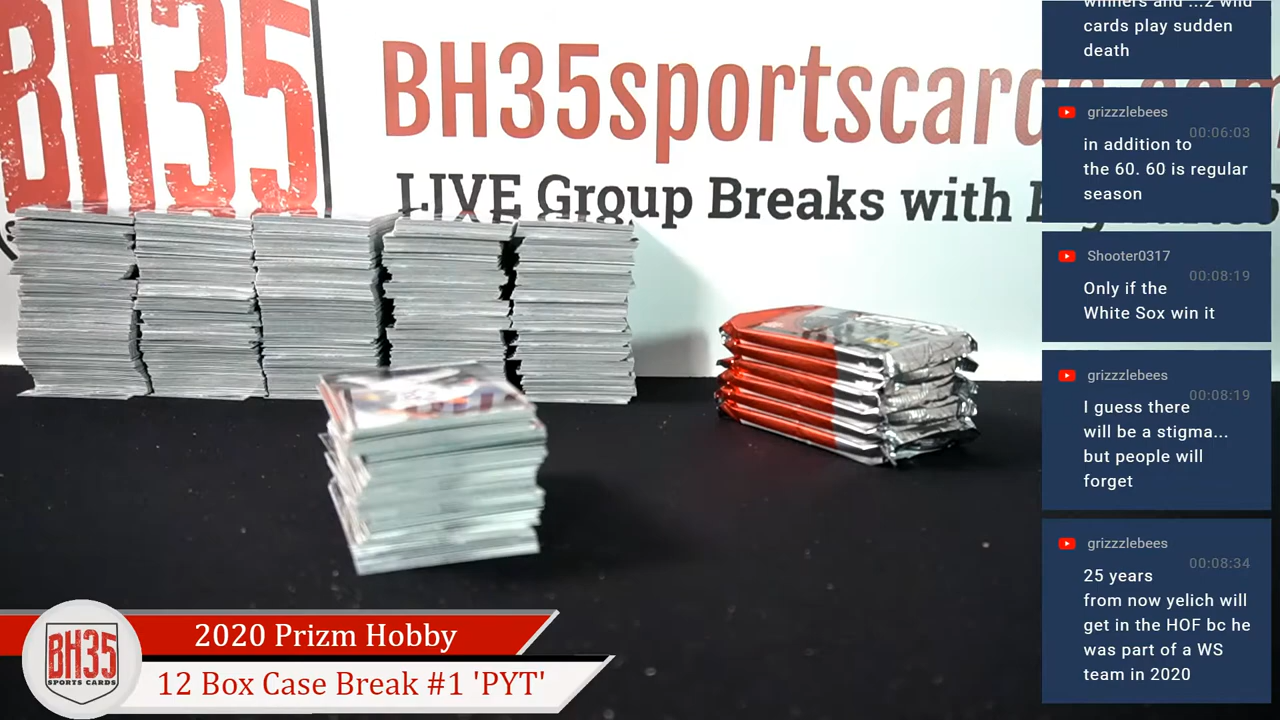 BH35
BH35sportscards.com
LIVE Group Breaks with
winners and ...2 wild
cards play sudden
death
grizzzlebees
00:06:03
in addition to
the 60. 60 is regular
season
Shooter0317
00:08:19
Only if the
White Sox win it
grizzzlebees
00:08:19
I guess there
will be a stigma...
but people will
forget
grizzzlebees
00:08:34
25 years
from now yelich will
get in the HOF bc he
was part of a WS
team in 2020
2020 Prizm Hobby
12 Box Case Break #1 'PYT'
BH35
SPORTS CARDS